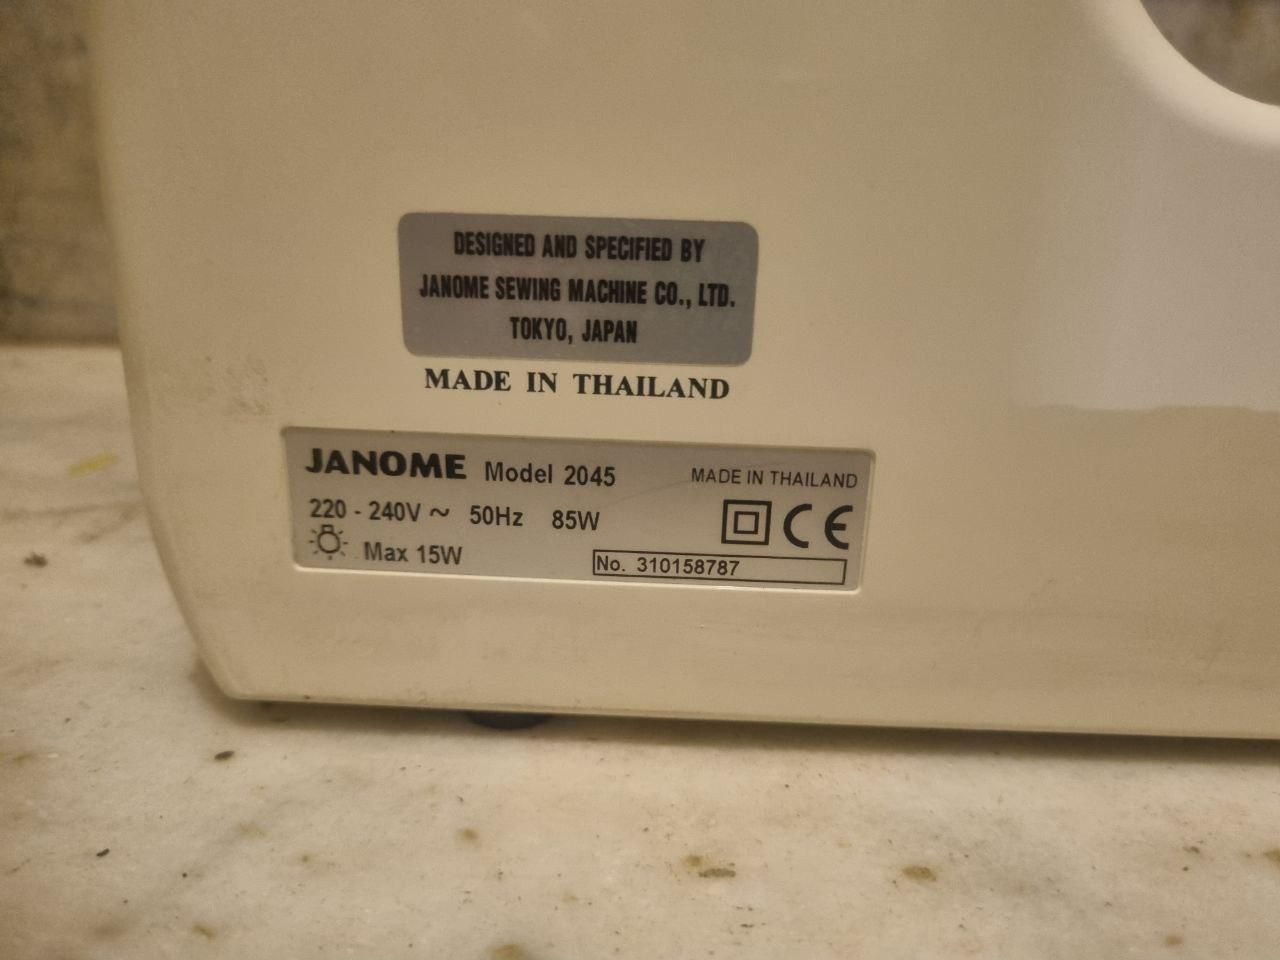 DESIGNED AND SPECIFIED BY
JANOME SEWING MACHINE CO., LTD.
TOKYO, JAPAN
MADE IN THAILAND
JANOME Model 2045 MADE IN THAILAND
220 - 240V ~ 50Hz 85W CE
Max 15W
No. 310158787